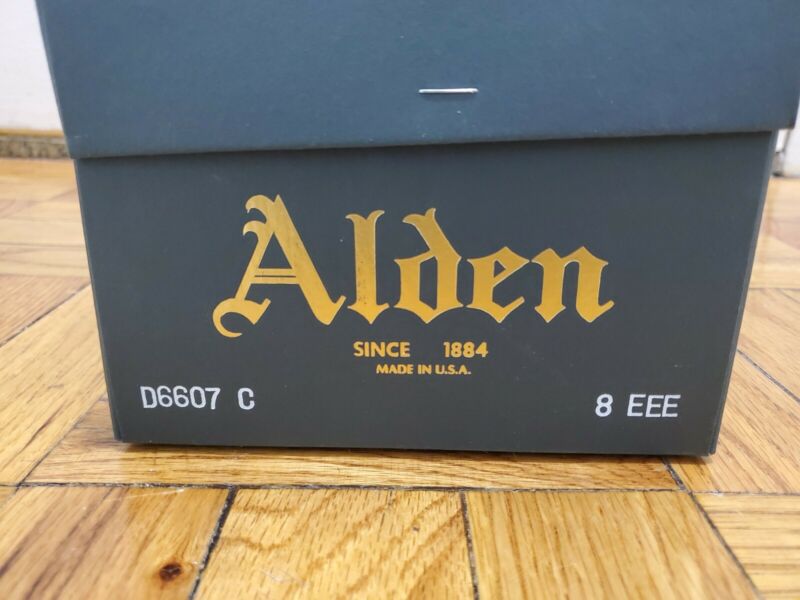 Alden
SINCE 1884
MADE IN U.S.A.
D6607 C
8 EEE